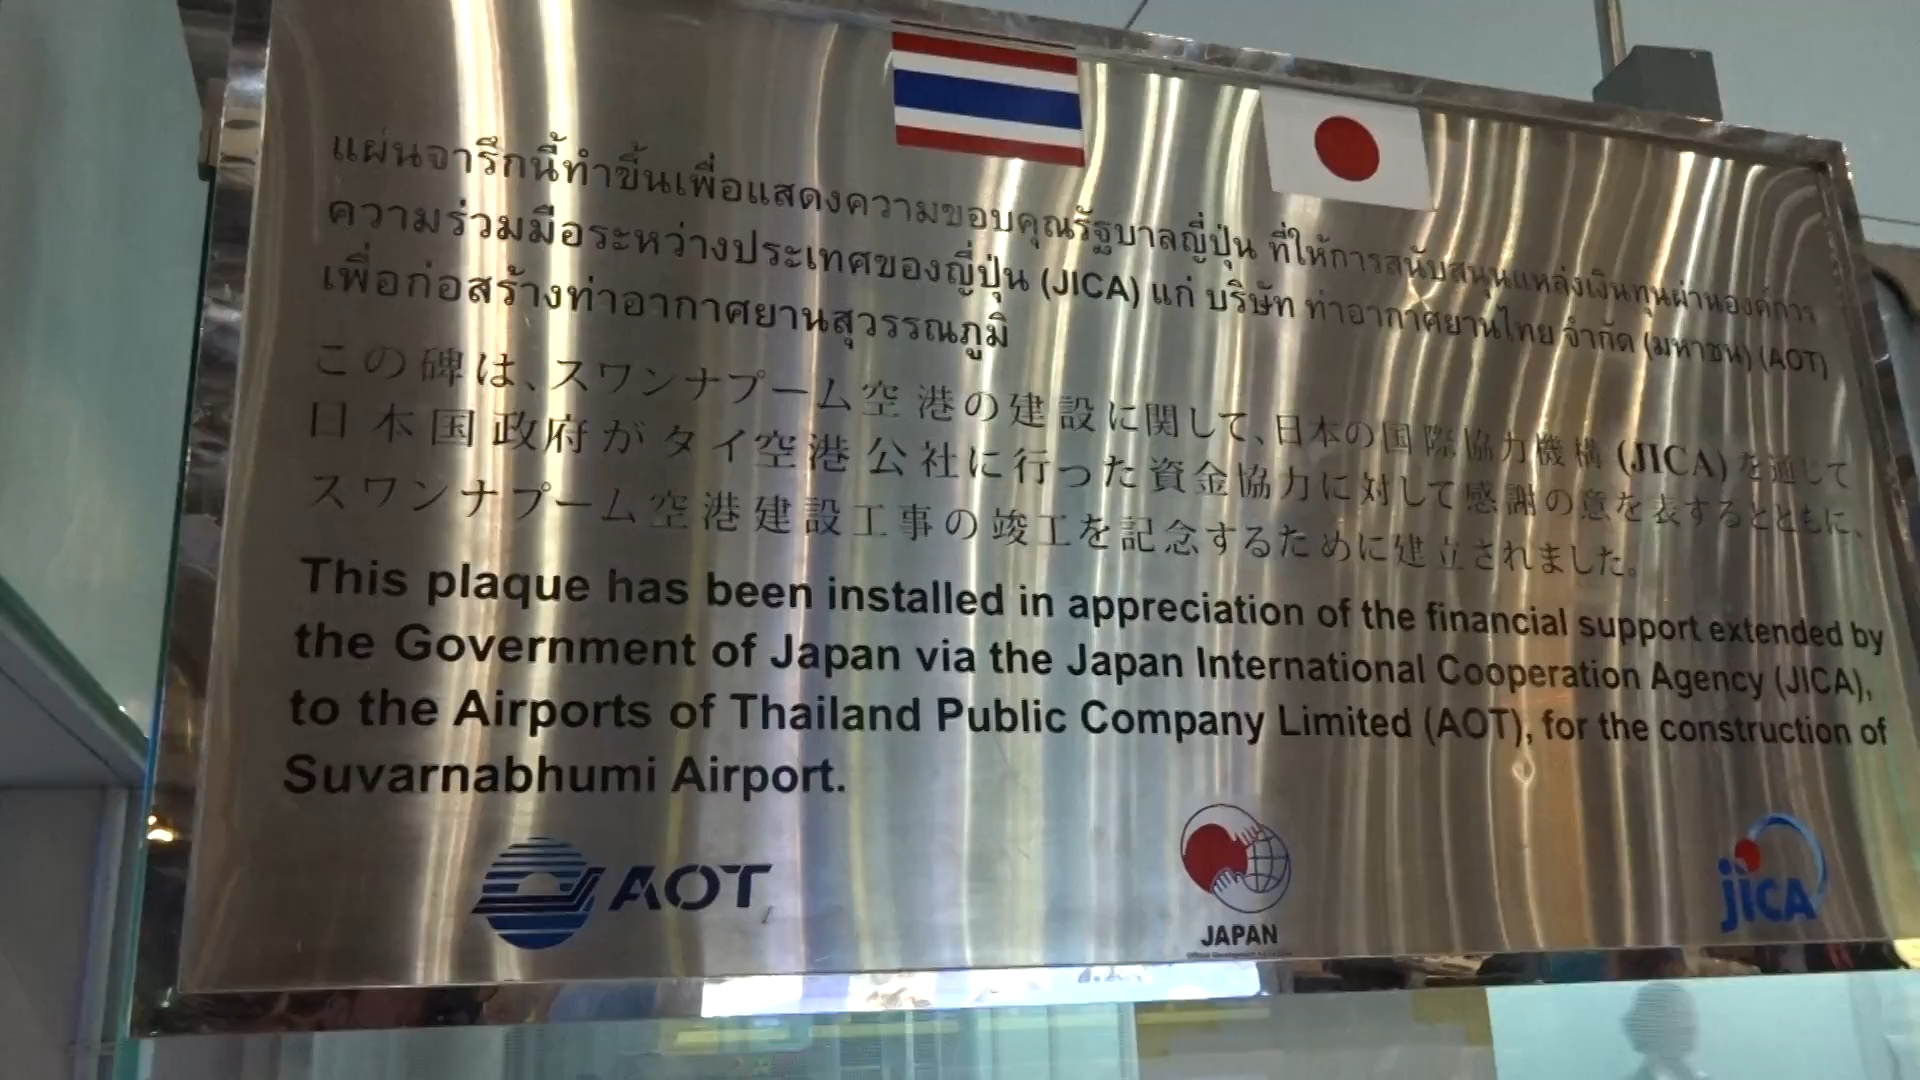 แผ่นจารึกนี้ทำขึ้นเพื่อแสดงความขอบคุณรัฐบาลญี่ปุ่น ที่ให้การสนับสนุนแหล่งเงินทุนผ่านองค์การ
ความร่วมมือระหว่างประเทศของญี่ปุ่น (JICA) แก่ บริษัท ท่าอากาศยานไทย จำกัด (มหาชน) (AOT)
เพื่อก่อสร้างท่าอากาศยานสุวรรณภูมิ
この碑は、スワンナプーム空港の建設に関して、日本の国際協力機構 (JICA) を通じて
日本国政府がタイ空港公社に行った資金協力に対して感謝の意を表するとともに、
スワンナプーム空港建設工事の竣工を記念するために建立されました。
This plaque has been installed in appreciation of the financial support extended by
the Government of Japan via the Japan International Cooperation Agency (JICA),
to the Airports of Thailand Public Company Limited (AOT), for the construction of
Suvarnabhumi Airport.
AOT
JAPAN
jICA